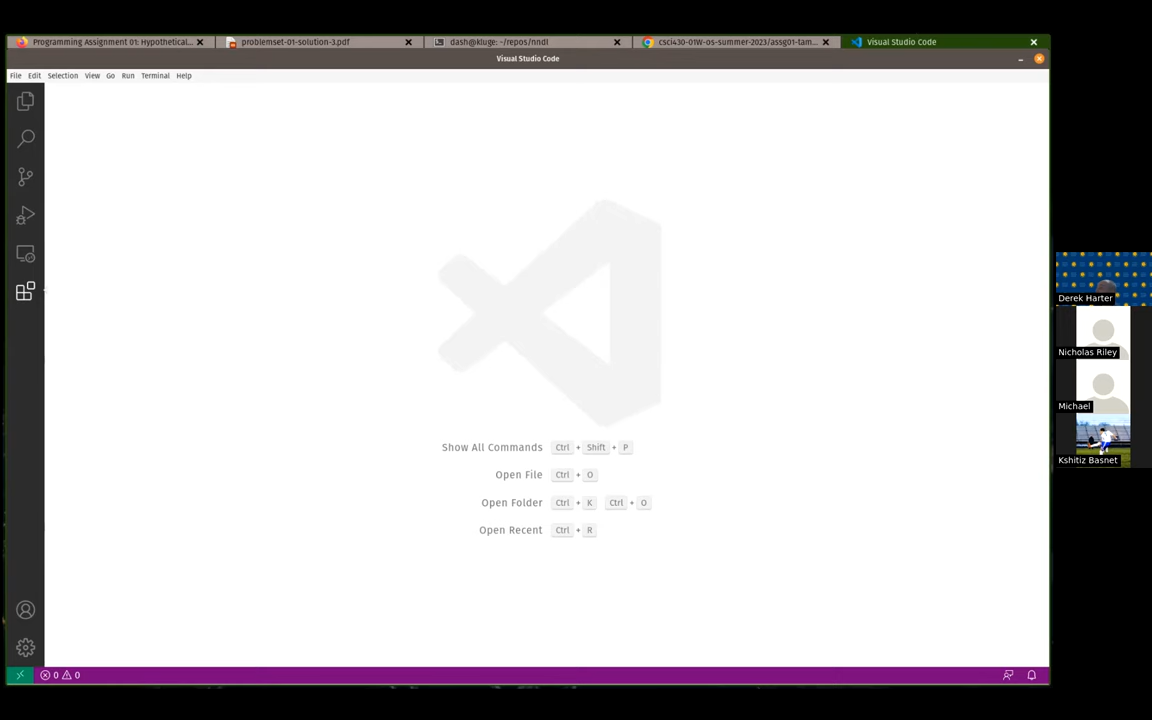 Programming Assignment 01: Hypothetical...
problemset-01-solution-3.pdf
dash@kluge: ~/repos/nndl
csci430-01W-os-summer-2023/assg01-tam...
Visual Studio Code
Visual Studio Code
File Edit Selection View Go Run Terminal Help
Show All Commands Ctrl + Shift + P
Open File Ctrl + O
Open Folder Ctrl + K Ctrl + O
Open Recent Ctrl + R
0 0
Derek Harter
Nicholas Riley
Michael
Kshitiz Basnet